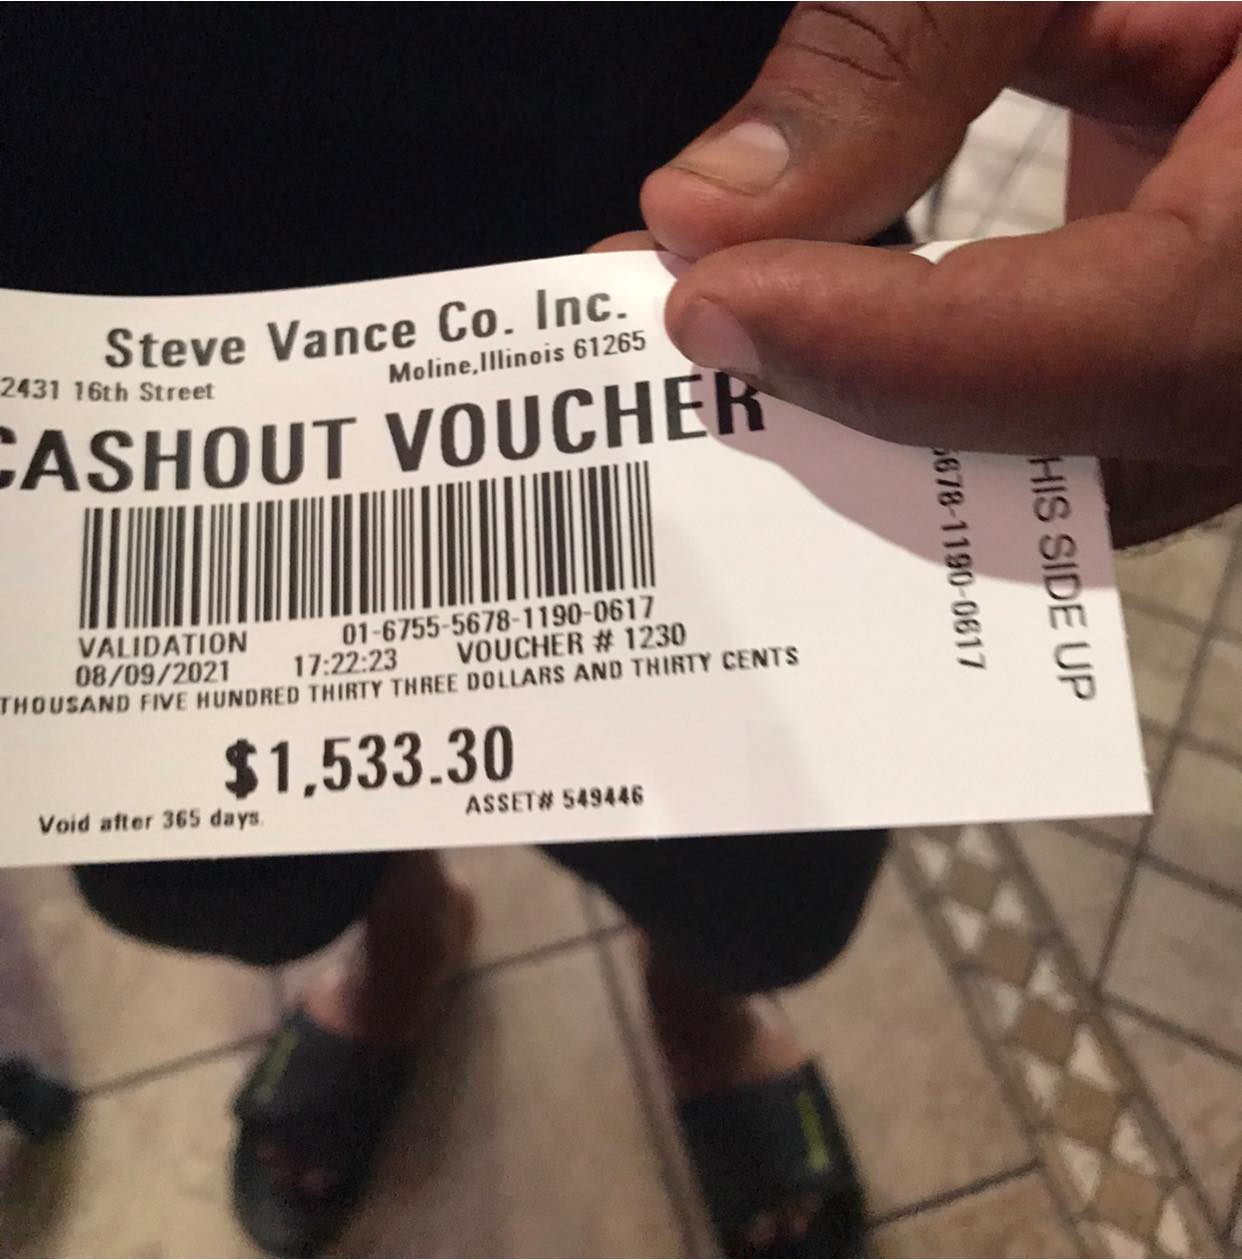 Steve Vance Co. Inc.
2431 16th Street Moline,Illinois 61265
CASHOUT VOUCHER
VALIDATION 01-6755-5678-1190-0617
08/09/2021 17:22:23 VOUCHER # 1230
THOUSAND FIVE HUNDRED THIRTY THREE DOLLARS AND THIRTY CENTS
$1,533.30
Void after 365 days. ASSET# 549446
5678-1190-0617
THIS SIDE UP